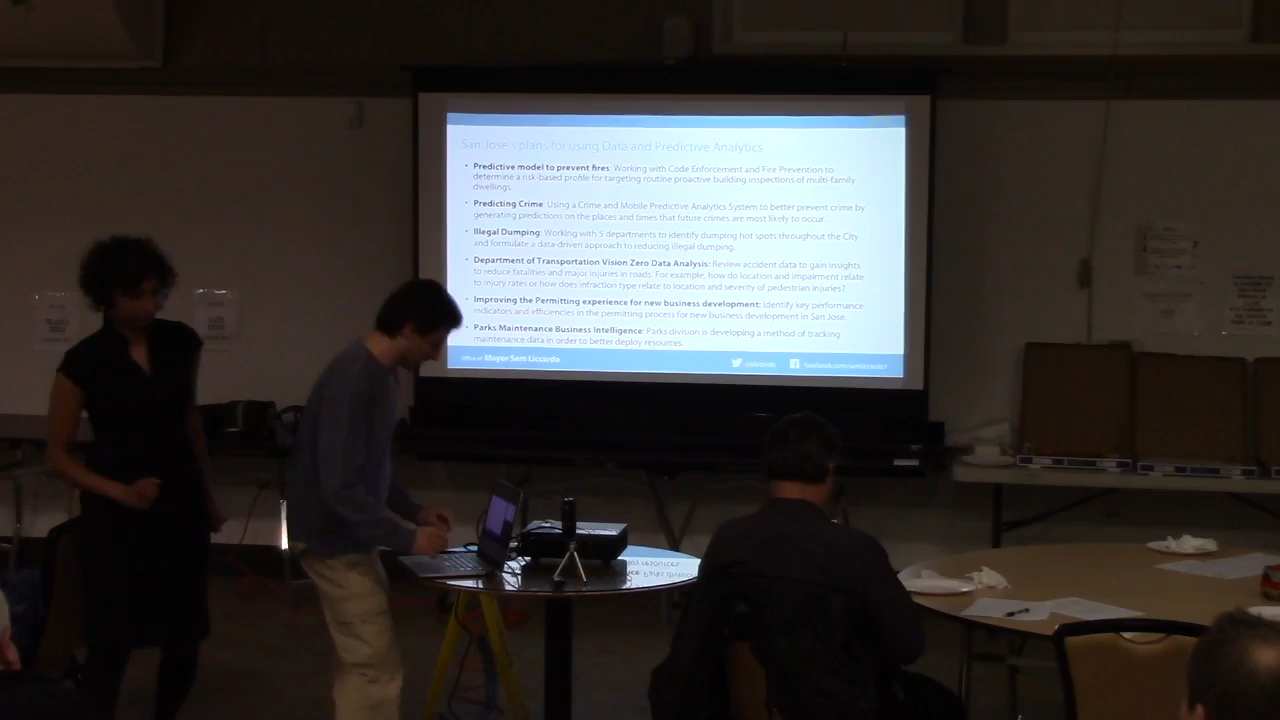 San Jose's plans for using Data and Predictive Analytics
• Predictive model to prevent fires: Working with Code Enforcement and Fire Prevention to
determine a risk-based profile for targeting routine proactive building inspections of multi-family
dwellings.
• Predicting Crime: Using a Crime and Mobile Predictive Analytics System to better prevent crime by
generating predictions on the places and times that future crimes are most likely to occur.
• Illegal Dumping: Working with 5 departments to identify dumping hot spots throughout the City
and formulate a data-driven approach to reducing illegal dumping.
• Department of Transportation Vision Zero Data Analysis: Review accident data to gain insights
to reduce fatalities and major injuries in roads. For example, how do location and impairment relate
to injury rates or how does infraction type relate to location and severity of pedestrian injuries?
• Improving the Permitting experience for new business development: Identify key performance
indicators and efficiencies in the permitting process for new business development in San Jose.
• Parks Maintenance Business Intelligence: Parks division is developing a method of tracking
maintenance data in order to better deploy resources.
Office of Mayor Sam Liccardo
@sliccardo facebook.com/samliccardo1